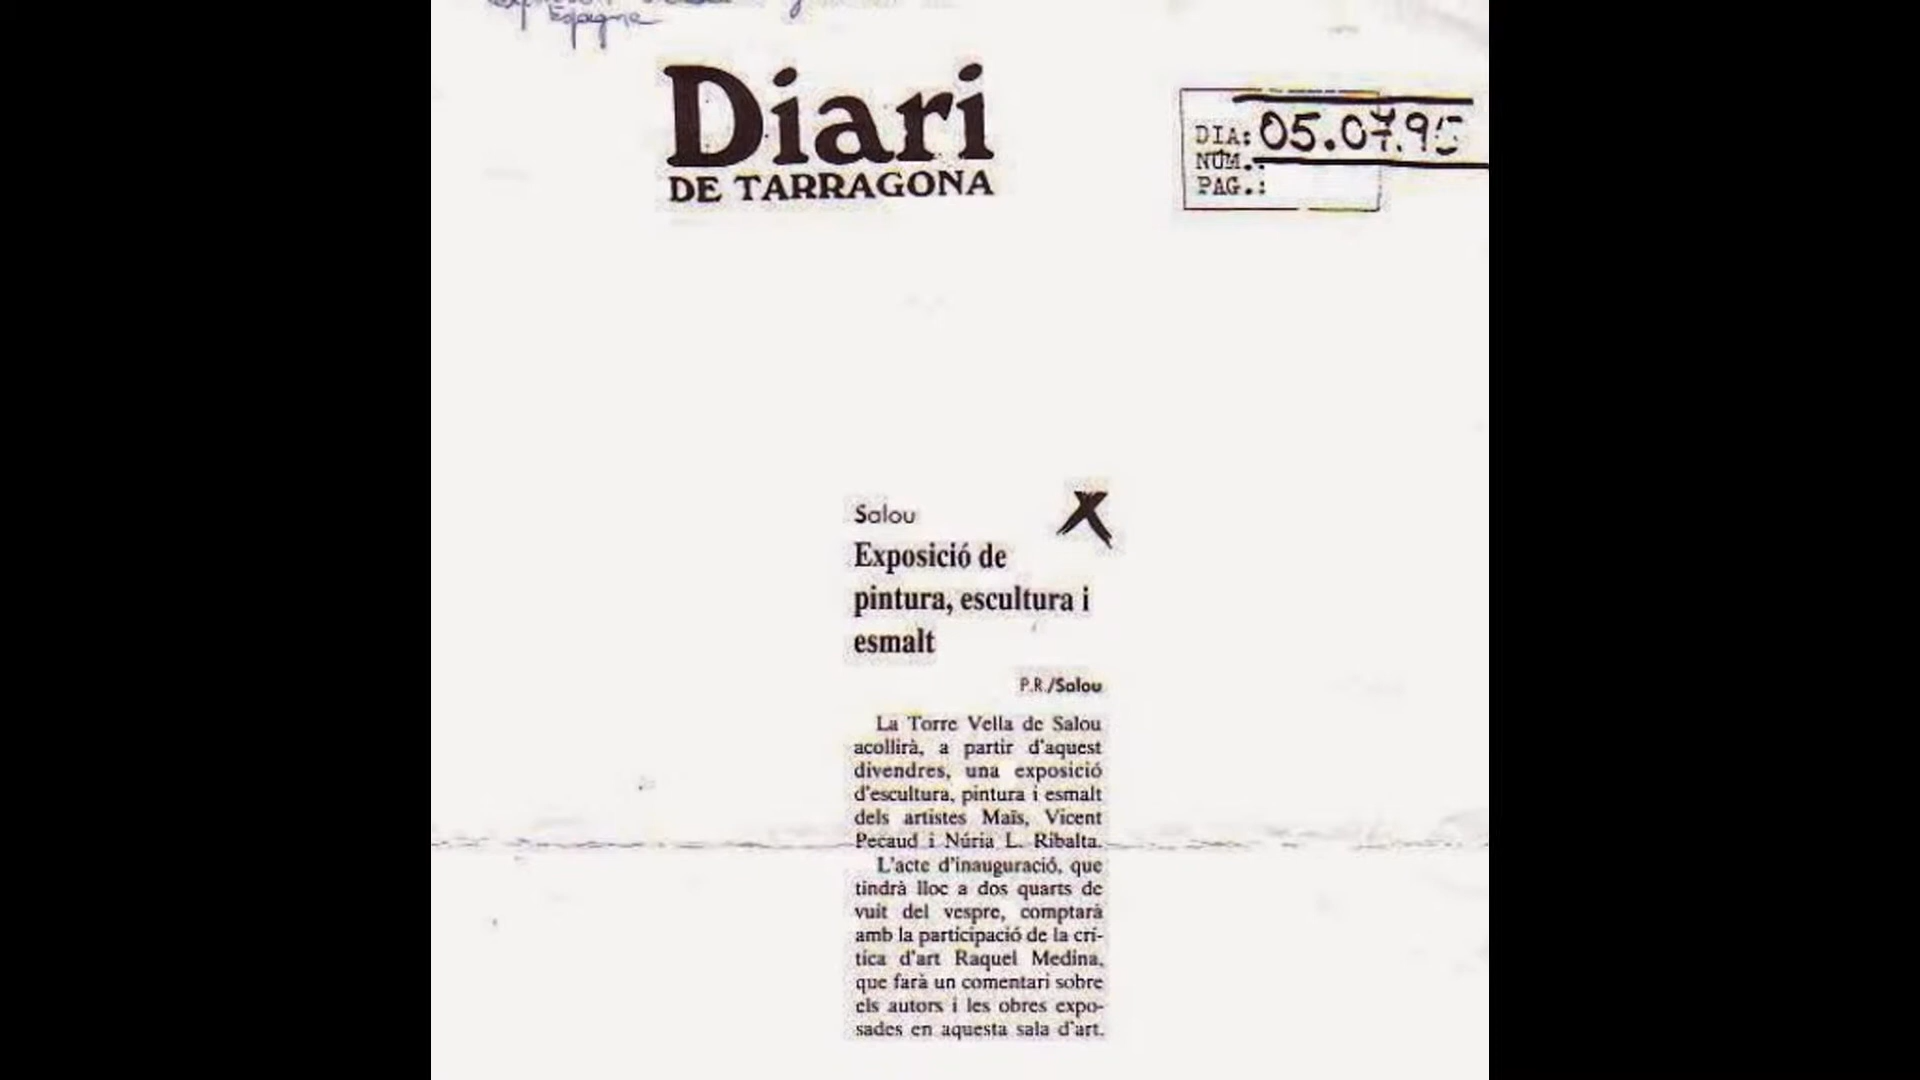 Espagne
Diari
DE TARRAGONA
DIA: 05.07.95
NÚM.:
PAG.:
Salou
X
Exposició de
pintura, escultura i
esmalt
P.R./Salou
La Torre Vella de Salou
acollirà, a partir d'aquest
divendres, una exposició
d'escultura, pintura i esmalt
dels artistes Maïs, Vicent
Pecaud i Núria L. Ribalta.
L'acte d'inauguració, que
tindrà lloc a dos quarts de
vuit del vespre, comptarà
amb la participació de la crí-
tica d'art Raquel Medina,
que farà un comentari sobre
els autors i les obres expo-
sades en aquesta sala d'art.